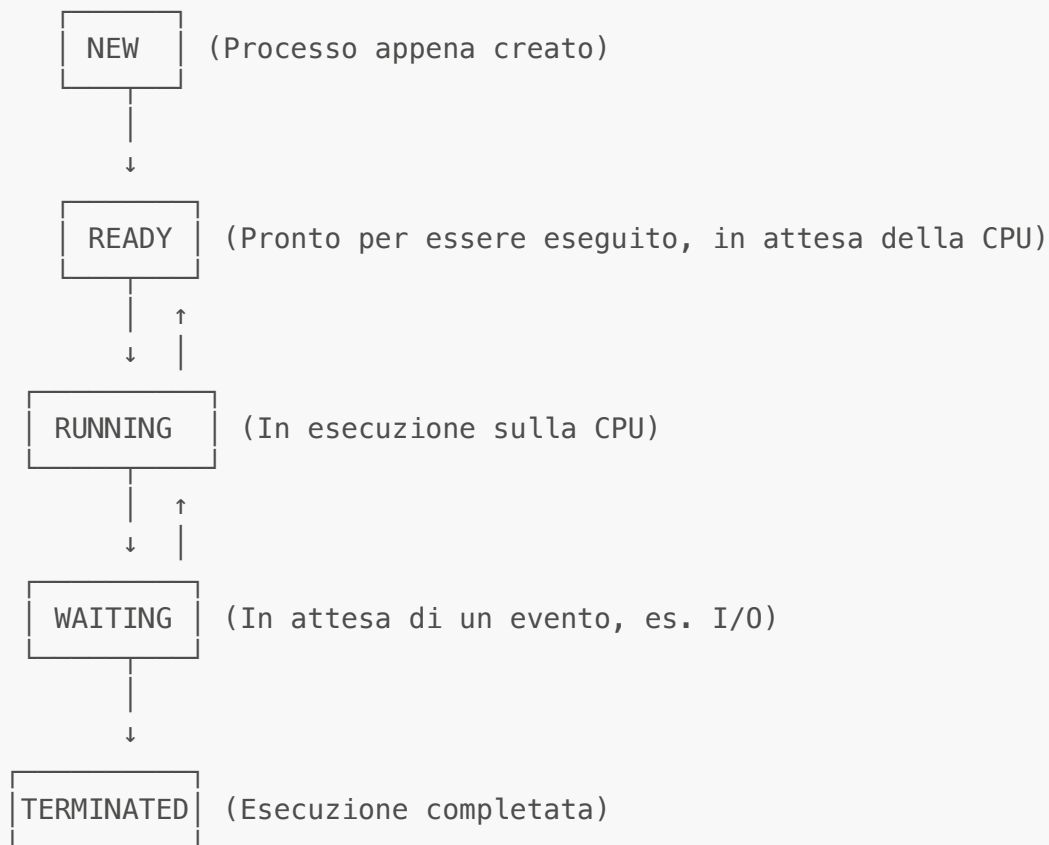 NEW (Processo appena creato)
↓
READY (Pronto per essere eseguito, in attesa della CPU)
↑
↓
RUNNING (In esecuzione sulla CPU)
↑
↓
WAITING (In attesa di un evento, es. I/O)
↓
TERMINATED (Esecuzione completata)